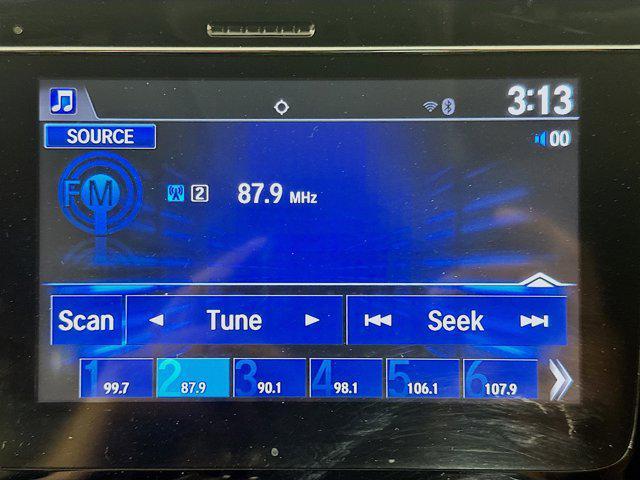 3:13
SOURCE
00
FM
2
87.9 MHz
Scan
Tune
Seek
1 99.7
2 87.9
3 90.1
4 98.1
5 106.1
6 107.9